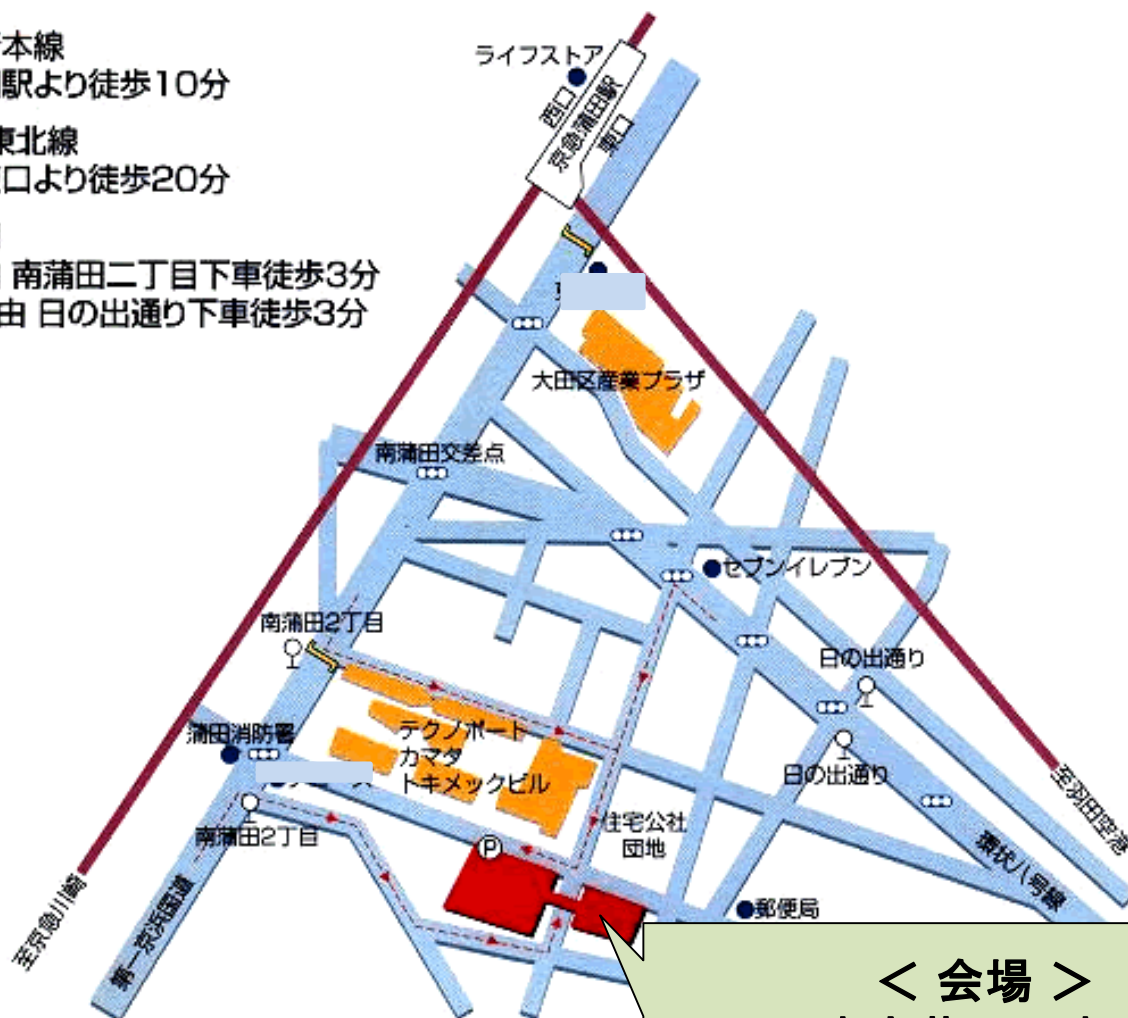 本線
駅より徒歩10分
東北線
口より徒歩20分
南蒲田二丁目下車徒歩3分
由 日の出通り下車徒歩3分
ライフストア
西口
京急蒲田駅
東口
大田区産業プラザ
南蒲田交差点
セブンイレブン
南蒲田2丁目
日の出通り
蒲田消防署
テクノポート
カマタ
トキメックビル
日の出通り
南蒲田2丁目
住宅公社
団地
P
至羽田空港
環状八号線
郵便局
至京急川崎
第一京浜国道
＜ 会場 ＞